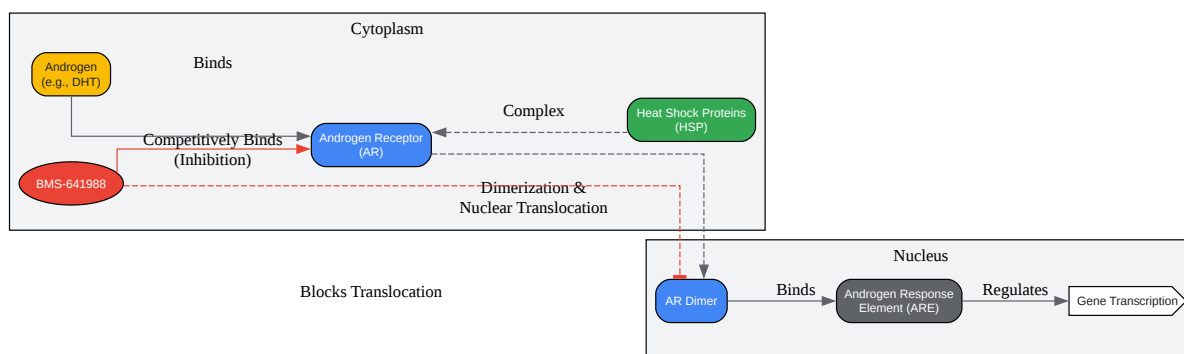 Cytoplasm
Androgen
(e.g., DHT)
Binds
Complex
Heat Shock Proteins
(HSP)
Competitively Binds
(Inhibition)
Androgen Receptor
(AR)
BMS-641988
Dimerization &
Nuclear Translocation
Nucleus
Blocks Translocation
AR Dimer
Binds
Androgen Response
Element (ARE)
Regulates
Gene Transcription